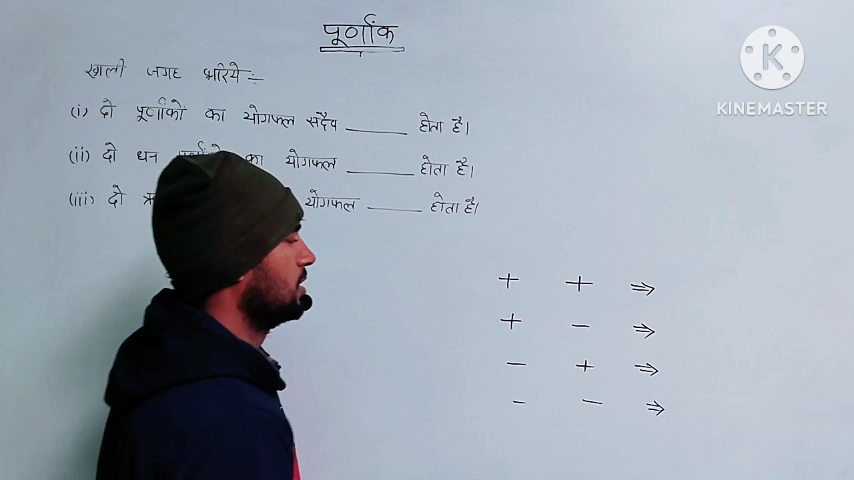 पूर्णांक
खाली जगह भरिये :-
(i) दो पूर्णाकों का योगफल सदैव ______ होता है।
(ii) दो धन का योगफल ______ होता है।
(iii) दो योगफल ______ होता है।
+ + ⇒
+ - ⇒
- + ⇒
- - ⇒
K
KINEMASTER